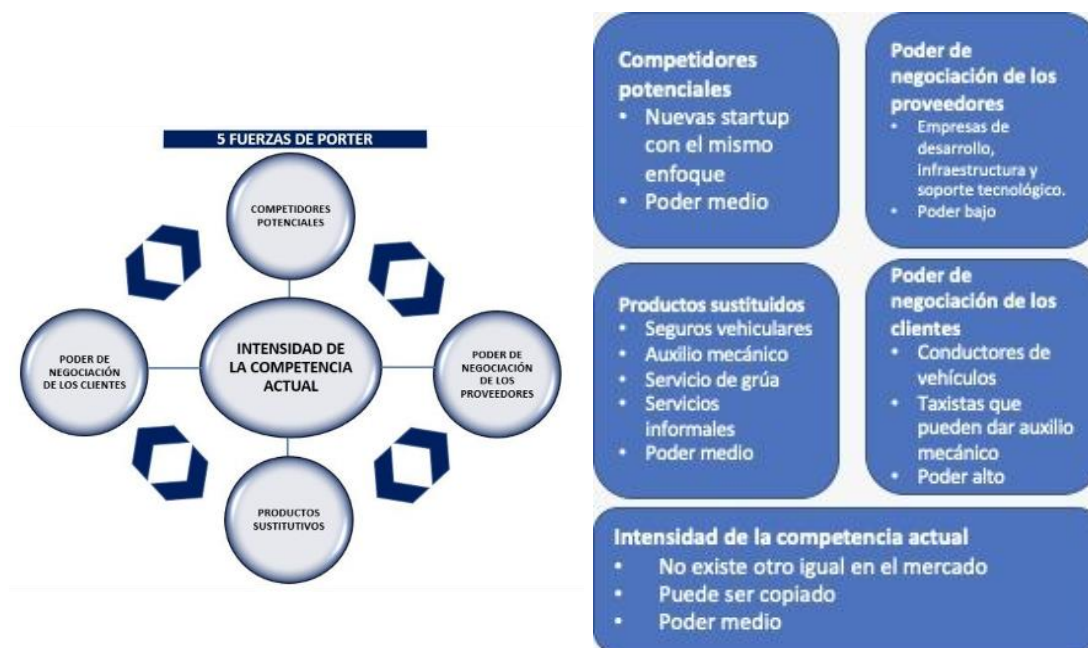 5 FUERZAS DE PORTER
COMPETIDORES
POTENCIALES
PODER DE
NEGOCIACIÓN
DE LOS CLIENTES
INTENSIDAD DE
LA COMPETENCIA
ACTUAL
PODER DE
NEGOCIACIÓN
DE LOS
PROVEEDORES
PRODUCTOS
SUSTITUTIVOS
Competidores
potenciales
• Nuevas startup
con el mismo
enfoque
• Poder medio
Poder de
negociación de los
proveedores
• Empresas de
desarrollo,
infraestructura y
soporte tecnológico.
• Poder bajo
Productos sustituidos
• Seguros vehiculares
• Auxilio mecánico
• Servicio de grúa
• Servicios
informales
• Poder medio
Poder de
negociación de los
clientes
• Conductores de
vehículos
• Taxistas que
pueden dar auxilio
mecánico
• Poder alto
Intensidad de la competencia actual
• No existe otro igual en el mercado
• Puede ser copiado
• Poder medio